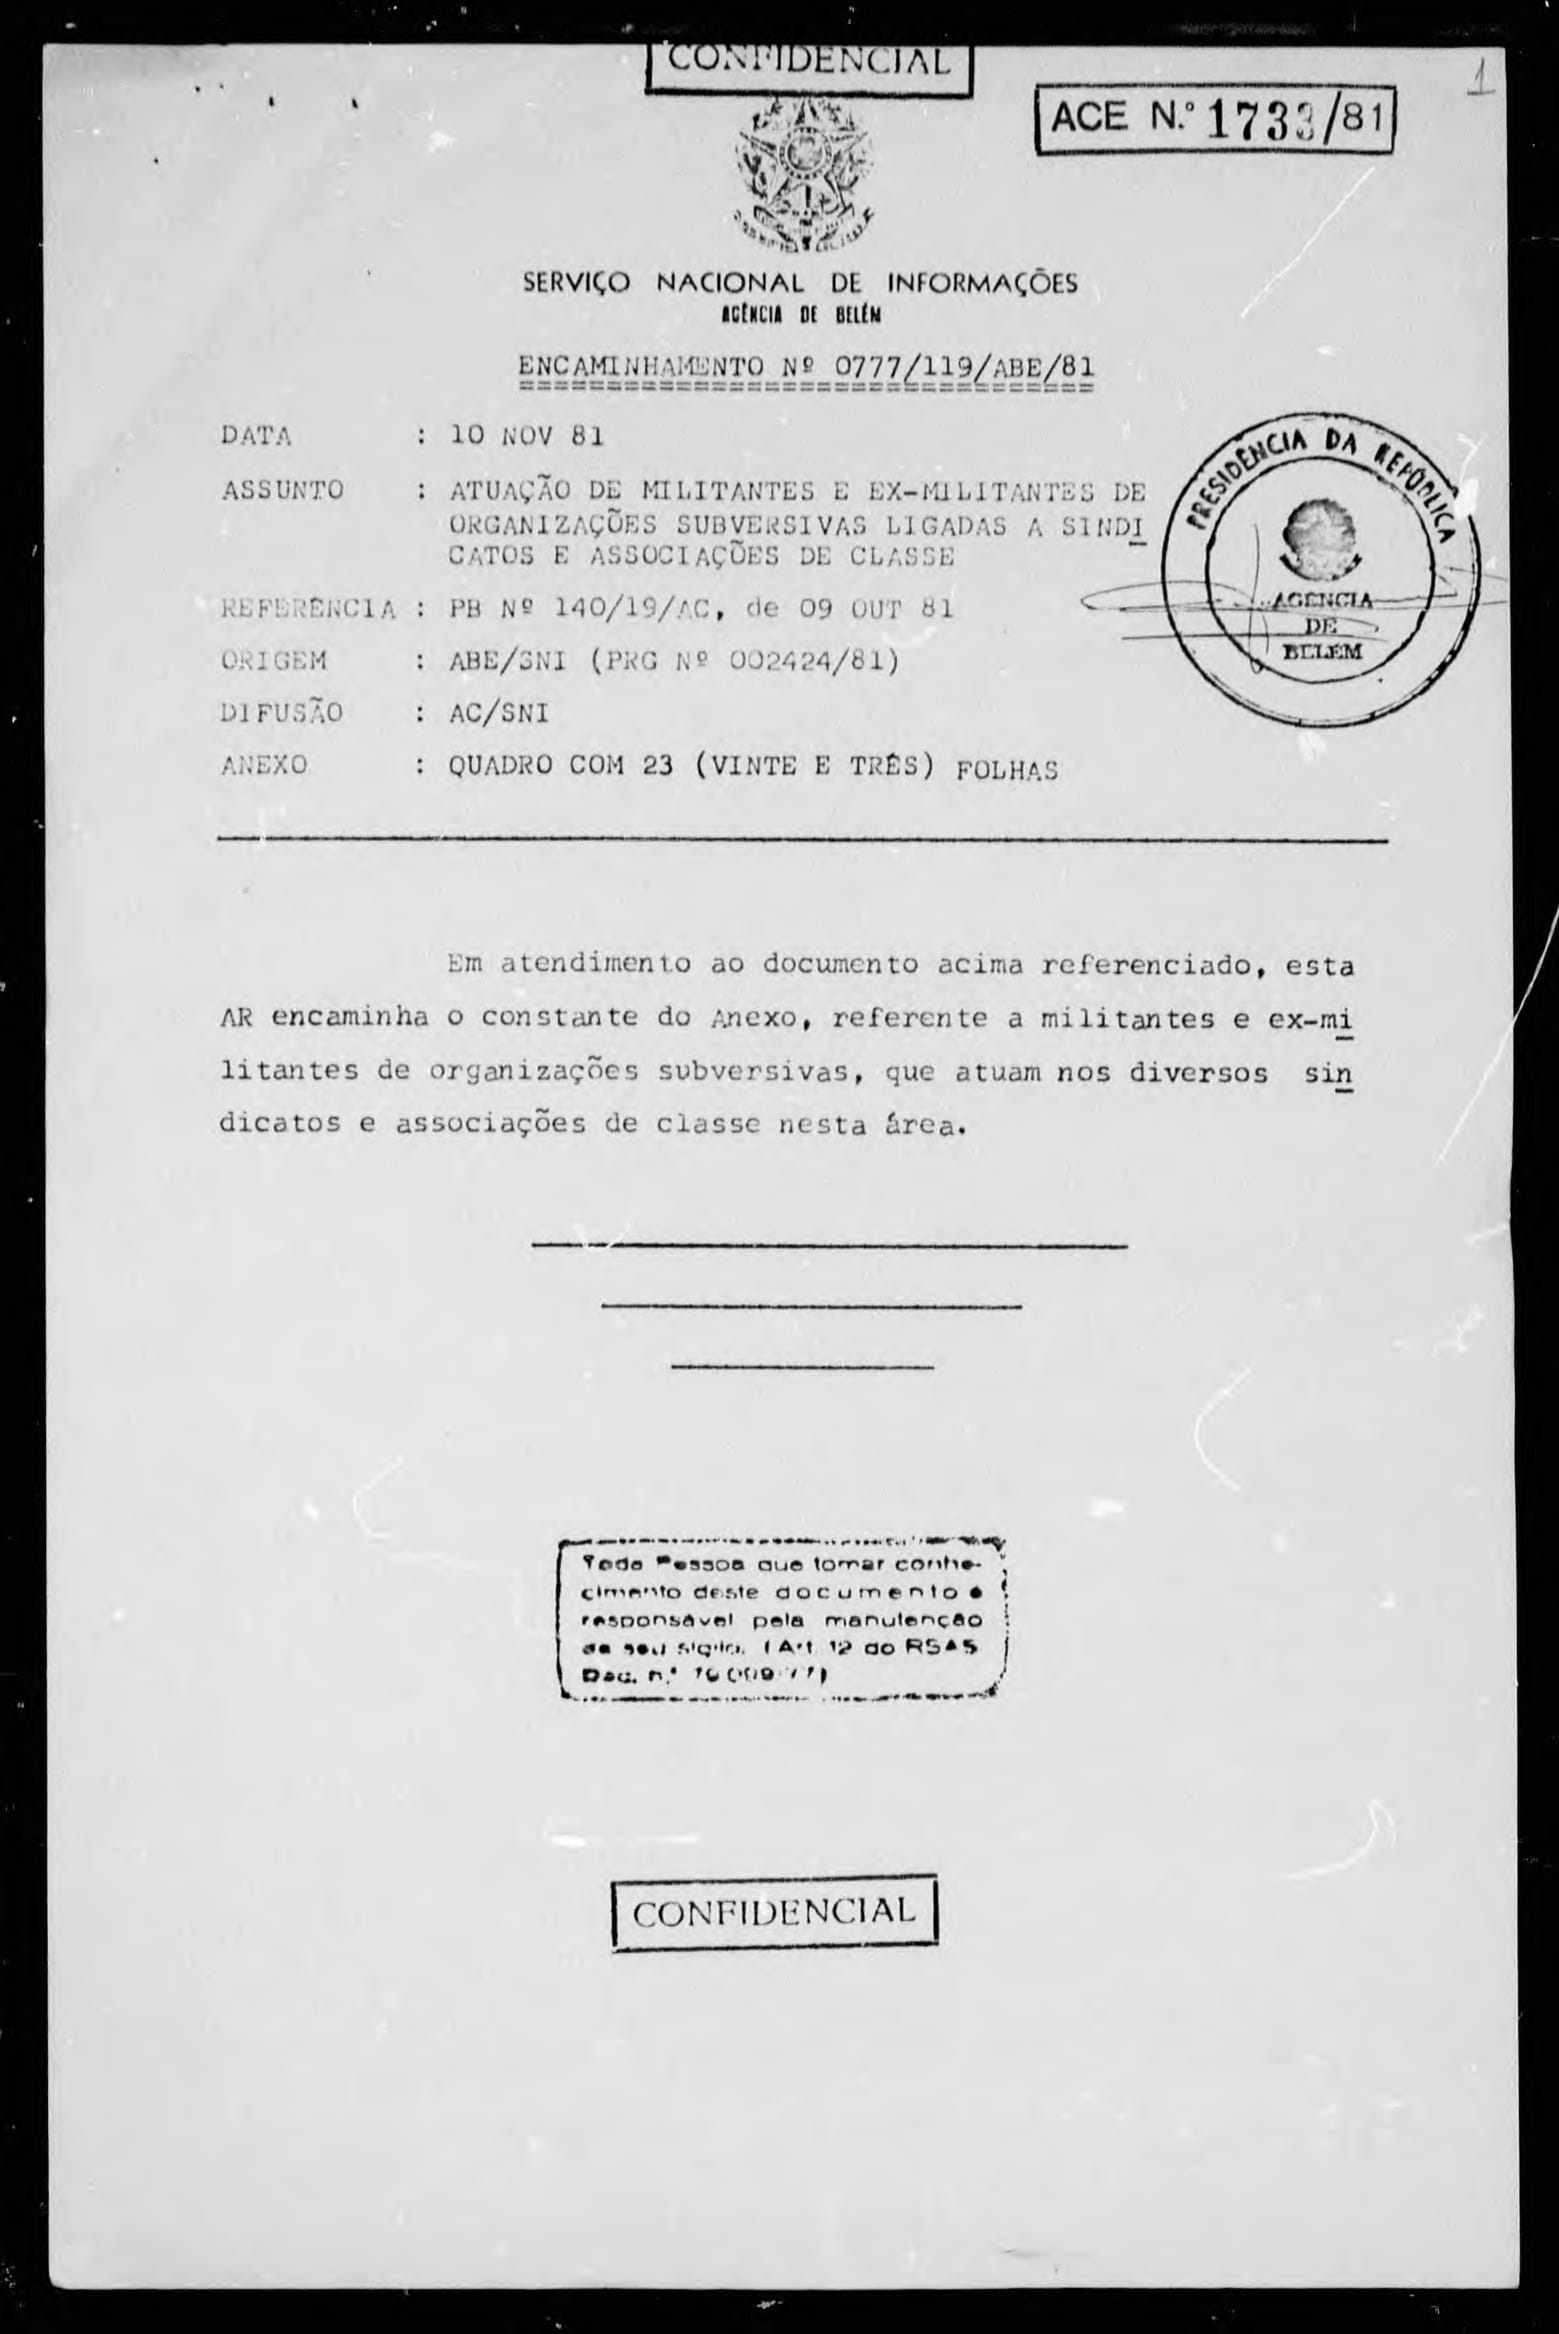 CONFIDENCIAL
1
ACE N.º 1733/81
SERVIÇO NACIONAL DE INFORMAÇÕES
AGÊNCIA DE BELÉM
ENCAMINHAMENTO Nº 0777/119/ABE/81
DATA : 10 NOV 81
ASSUNTO : ATUAÇÃO DE MILITANTES E EX-MILITANTES DE
ORGANIZAÇÕES SUBVERSIVAS LIGADAS A SINDI
CATOS E ASSOCIAÇÕES DE CLASSE
REFERÊNCIA : PB Nº 140/19/AC, de 09 OUT 81
ORIGEM : ABE/SNI (PRG Nº 002424/81)
DIFUSÃO : AC/SNI
ANEXO : QUADRO COM 23 (VINTE E TRÊS) FOLHAS
PRESIDÊNCIA DA REPÚBLICA
AGENCIA
DE
BELÉM
Em atendimento ao documento acima referenciado, esta
AR encaminha o constante do Anexo, referente a militantes e ex-mi
litantes de organizações subversivas, que atuam nos diversos sin
dicatos e associações de classe nesta área.
Toda Pessoa que tomar conhe-
cimento deste documento é
responsável pela manutenção
de seu sigilo. (Art. 12 do RSAS
Dec. n.º
CONFIDENCIAL